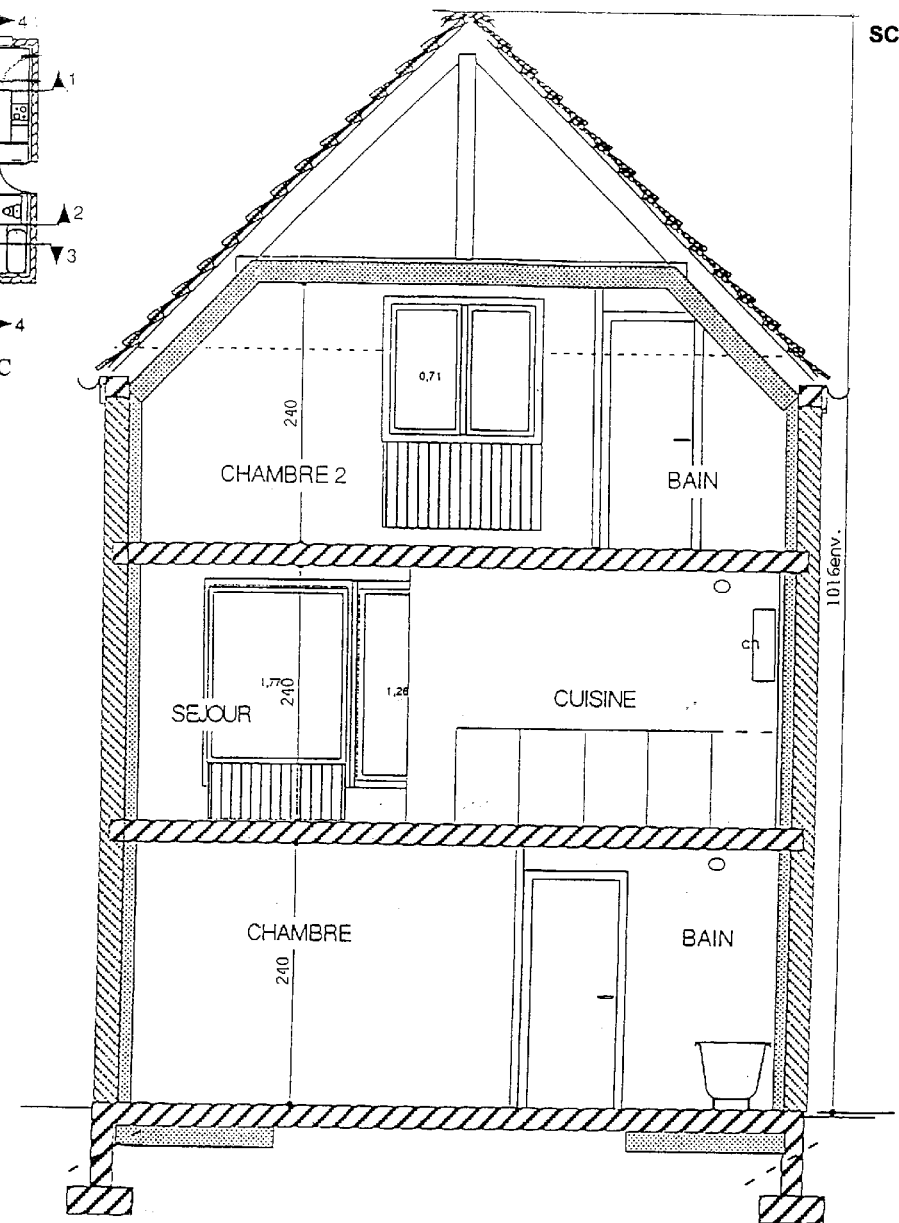 4
SC
1
2
3
4
C
0,71
240
CHAMBRE 2
BAIN
1016env.
1,77
240
1,26
SEJOUR
CUISINE
ch
CHAMBRE
240
BAIN